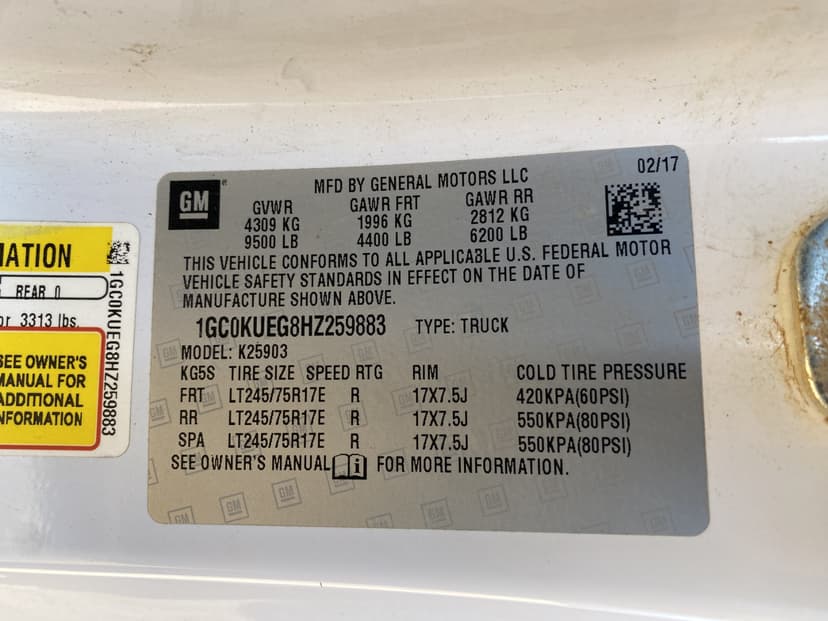 MATION
REAR 0
or 3313 lbs.
SEE OWNER'S
MANUAL FOR
ADDITIONAL
INFORMATION
1GC0KUEG8HZ259883
GM
MFD BY GENERAL MOTORS LLC
02/17
GVWR GAWR FRT GAWR RR
4309 KG 1996 KG 2812 KG
9500 LB 4400 LB 6200 LB
THIS VEHICLE CONFORMS TO ALL APPLICABLE U.S. FEDERAL MOTOR
VEHICLE SAFETY STANDARDS IN EFFECT ON THE DATE OF
MANUFACTURE SHOWN ABOVE.
1GC0KUEG8HZ259883 TYPE: TRUCK
MODEL: K25903
KG5S TIRE SIZE SPEED RTG RIM COLD TIRE PRESSURE
FRT LT245/75R17E R 17X7.5J 420KPA(60PSI)
RR LT245/75R17E R 17X7.5J 550KPA(80PSI)
SPA LT245/75R17E R 17X7.5J 550KPA(80PSI)
SEE OWNER'S MANUAL FOR MORE INFORMATION.